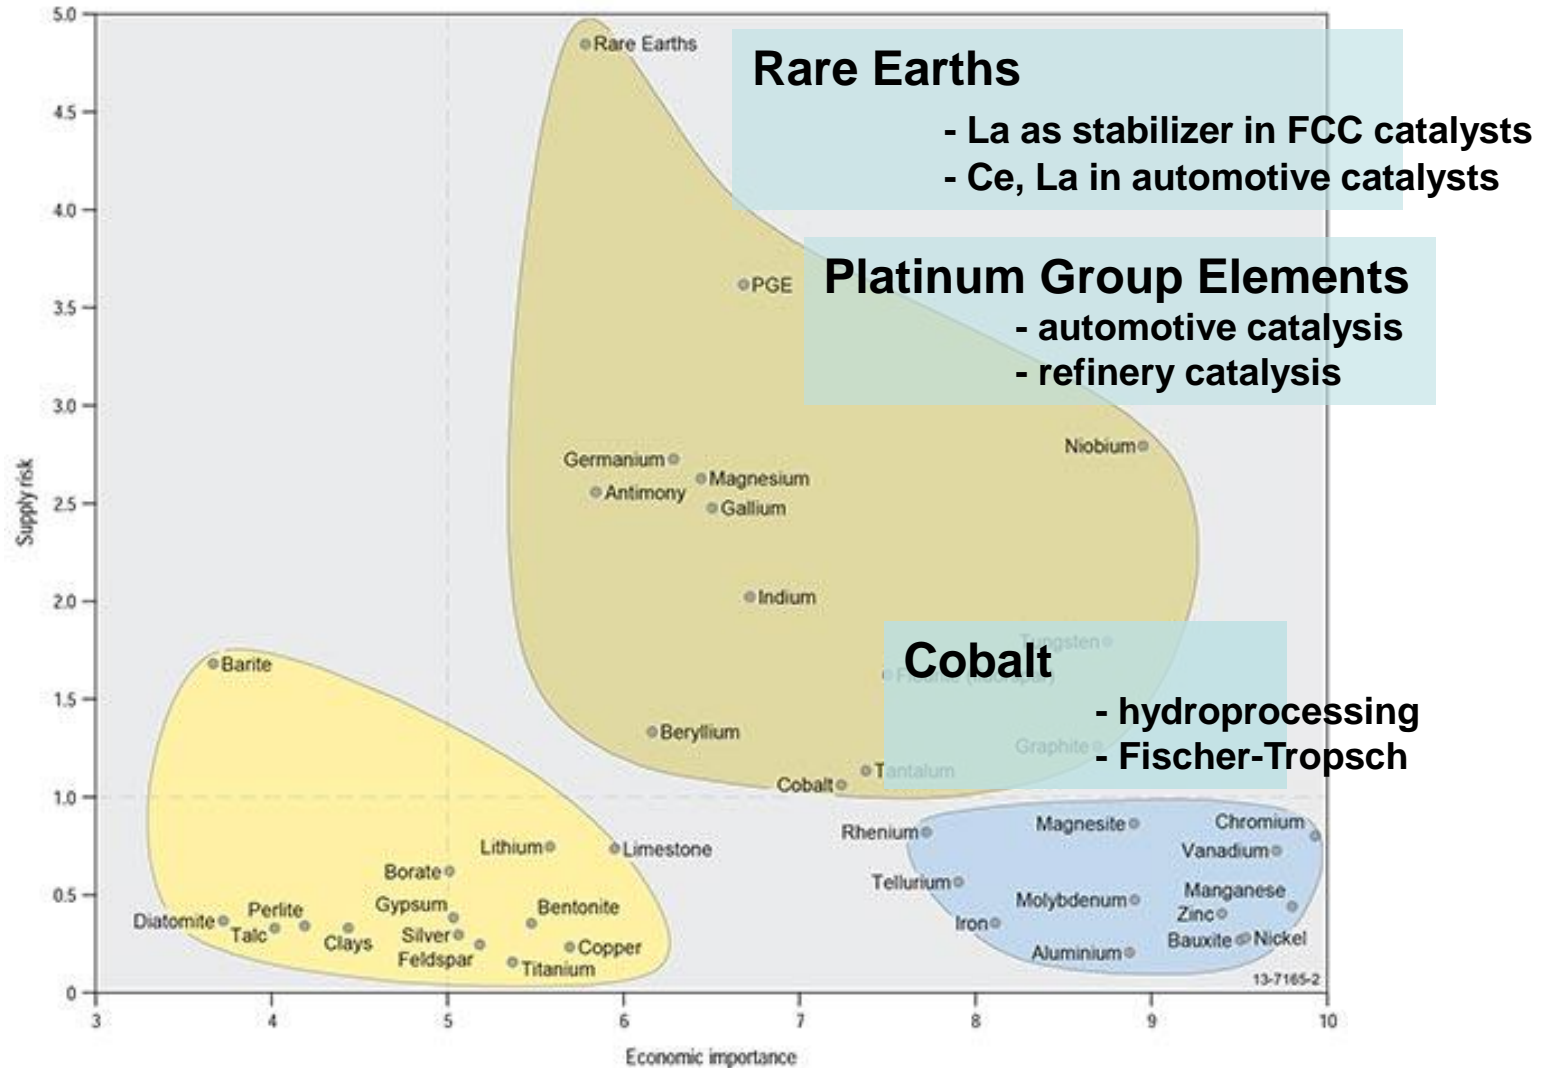 5.0
Rare Earths
Rare Earths
- La as stabilizer in FCC catalysts
- Ce, La in automotive catalysts
4.5
4.0
Platinum Group Elements
- automotive catalysis
- refinery catalysis
PGE
3.5
3.0
Niobium
Germanium
Magnesium
Antimony
Gallium
2.5
Supply risk
Indium
2.0
Tungsten
Cobalt
- hydroprocessing
- Fischer-Tropsch
Barite
1.5
Beryllium
Graphite
Tantalum
Cobalt
1.0
Rhenium
Magnesite
Chromium
Lithium
Limestone
Vanadium
Borate
Tellurium
Manganese
0.5
Gypsum
Bentonite
Molybdenum
Zinc
Diatomite
Perlite
Talc
Clays
Silver
Iron
Bauxite
Nickel
Feldspar
Copper
Aluminium
Titanium
13-7165-2
0
3
4
5
6
7
8
9
10
Economic importance